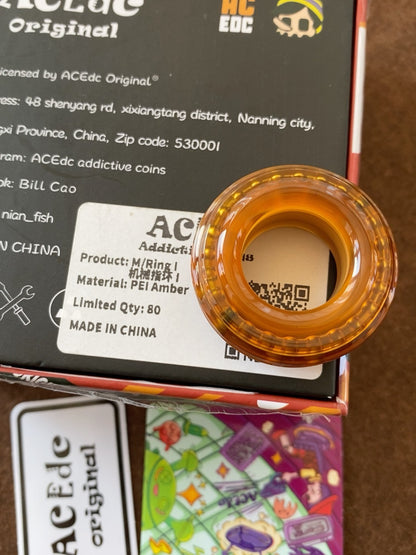 ACEdc
Original
AC
EDC
icensed by ACEdc Original®
ess: 48 shenyang rd, xixiangtang district, Nanning city,
gxi Province, China, Zip code: 530001
ram: ACEdc addictive coins
ok: Bill Cao
nian_fish
N CHINA
AC
Addicti
Product: M/Ring I
机械指环 I
Material: PEI Amber
Limited Qty: 80
MADE IN CHINA
ACEdc
Original
ACEdc